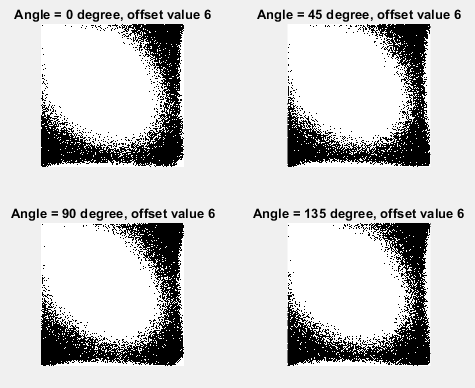 Angle = 0 degree, offset value 6
Angle = 45 degree, offset value 6
Angle = 90 degree, offset value 6
Angle = 135 degree, offset value 6